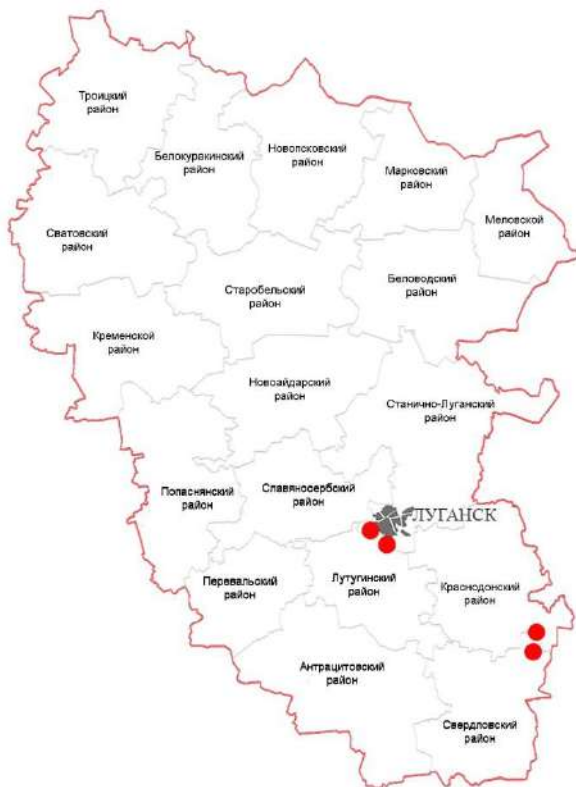 Троицкий
район
Белокуракинский
район
Новопсковский
район
Марковский
район
Меловской
район
Сватовский
район
Старобельский
район
Беловодский
район
Кременской
район
Новоайдарский
район
Станично-Луганский
район
Попаснянский
район
Славяносербский
район
ЛУГАНСК
Перевальский
район
Лутугинский
район
Краснодонский
район
Антрацитовский
район
Свердловский
район